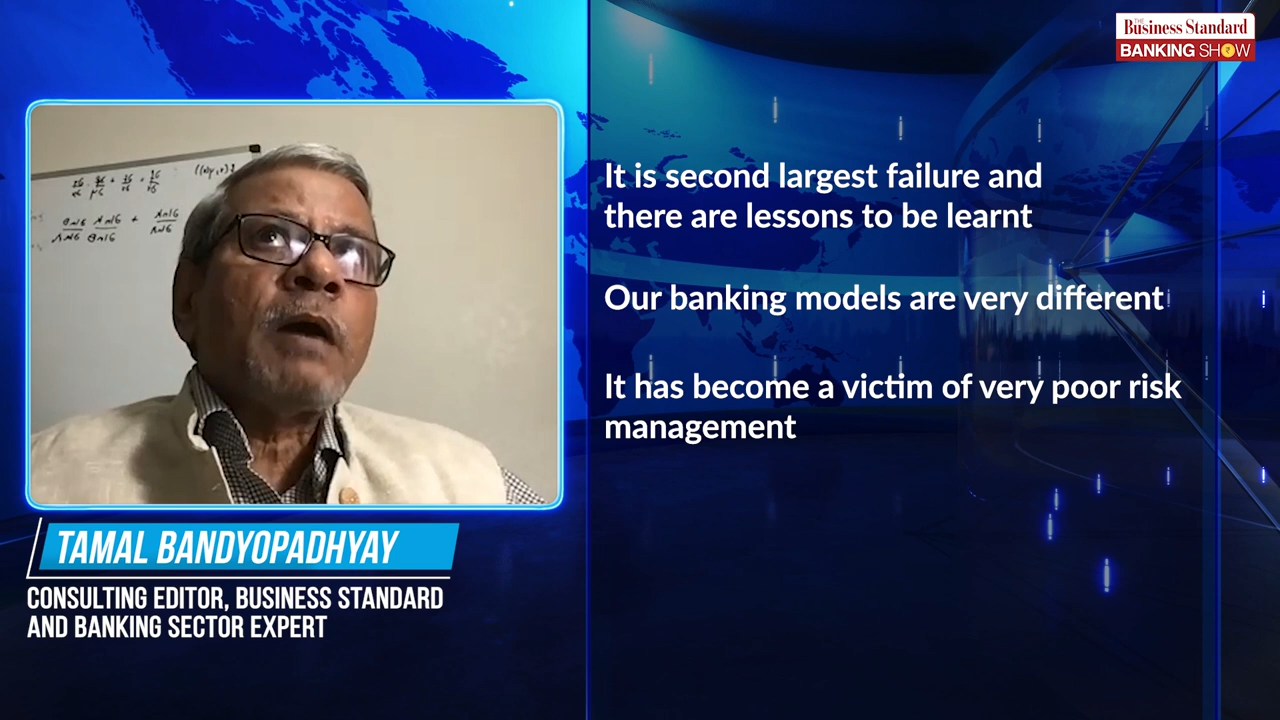 THE
Business Standard
BANKING SHOW
It is second largest failure and
there are lessons to be learnt
Our banking models are very different
It has become a victim of very poor risk
management
TAMAL BANDYOPADHYAY
CONSULTING EDITOR, BUSINESS STANDARD
AND BANKING SECTOR EXPERT